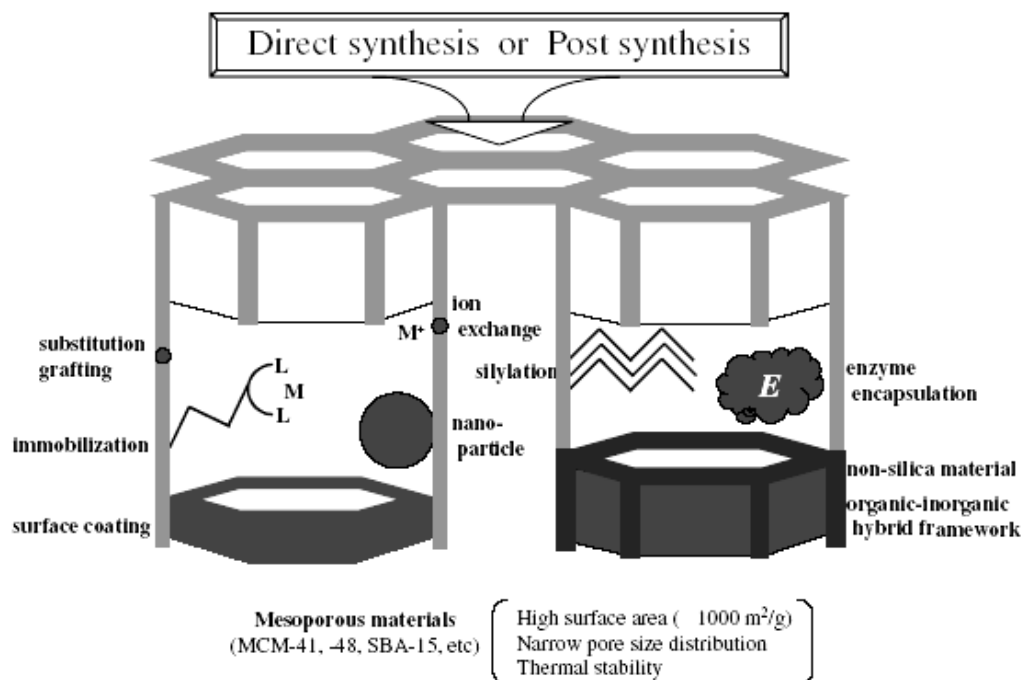 Direct synthesis or Post synthesis
substitution
grafting
immobilization
surface coating
L
M
L
M+
ion
exchange
nano-
particle
silylation
E
enzyme
encapsulation
non-silica material
organic-inorganic
hybrid framework
Mesoporous materials
(MCM-41, -48, SBA-15, etc)
High surface area ( 1000 m²/g)
Narrow pore size distribution
Thermal stability